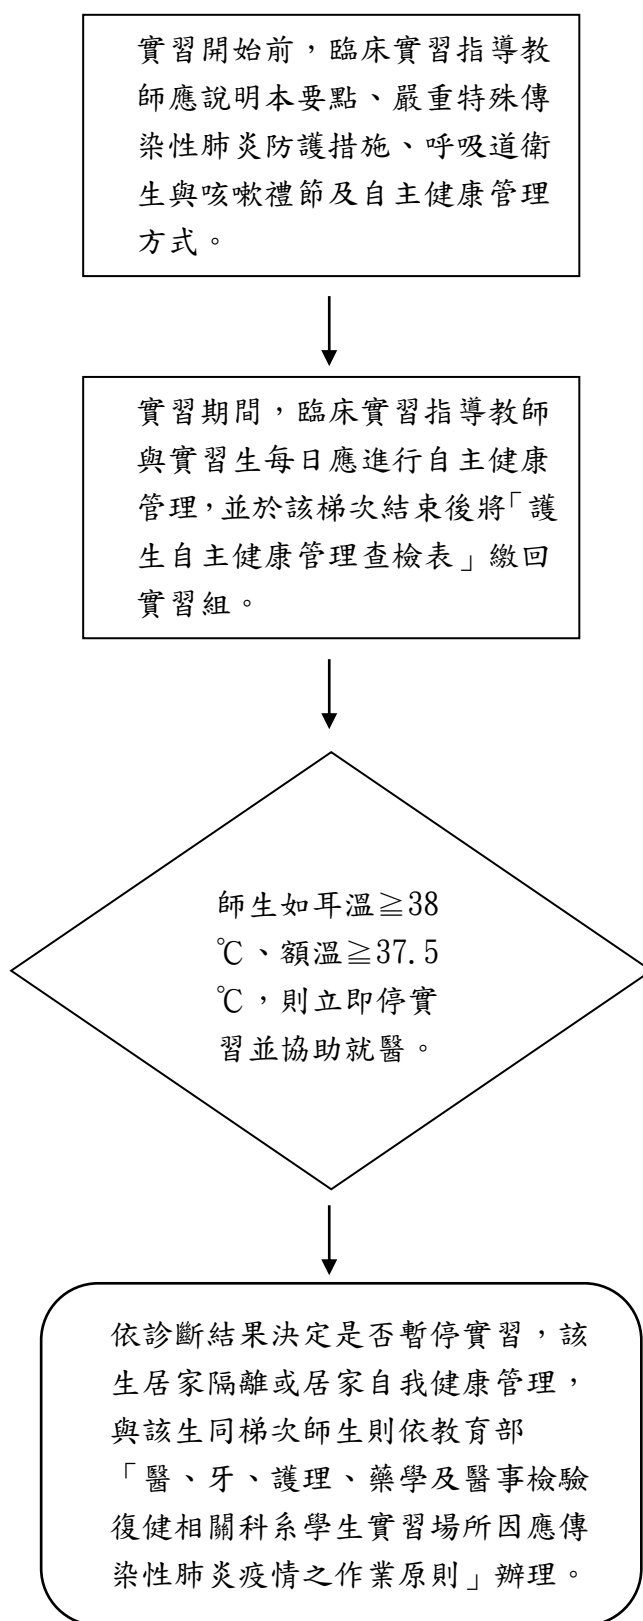 實習開始前，臨床實習指導教
師應說明本要點、嚴重特殊傳
染性肺炎防護措施、呼吸道衛
生與咳嗽禮節及自主健康管理
方式。
實習期間，臨床實習指導教師
與實習生每日應進行自主健康
管理，並於該梯次結束後將「護
生自主健康管理查檢表」繳回
實習組。
師生如耳溫≧38
℃、額溫≧37.5
℃，則立即停實
習並協助就醫。
依診斷結果決定是否暫停實習，該
生居家隔離或居家自我健康管理，
與該生同梯次師生則依教育部
「醫、牙、護理、藥學及醫事檢驗
復健相關科系學生實習場所因應傳
染性肺炎疫情之作業原則」辦理。